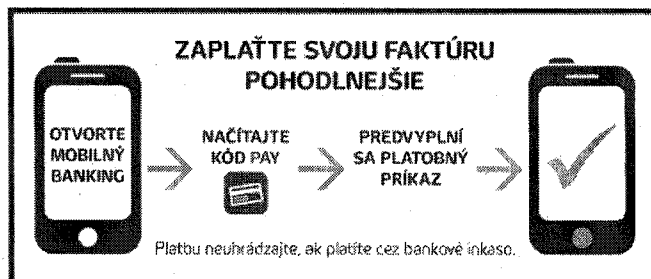 ZAPLAŤTE SVOJU FAKTÚRU
POHODLNEJŠIE
OTVORTE
MOBILNÝ
BANKING
NAČÍTAJTE
KÓD PAY
PREDVYPLNÍ
SA PLATOBNÝ
PRÍKAZ
Platbu neuhrádzajte, ak platíte cez bankové inkaso.